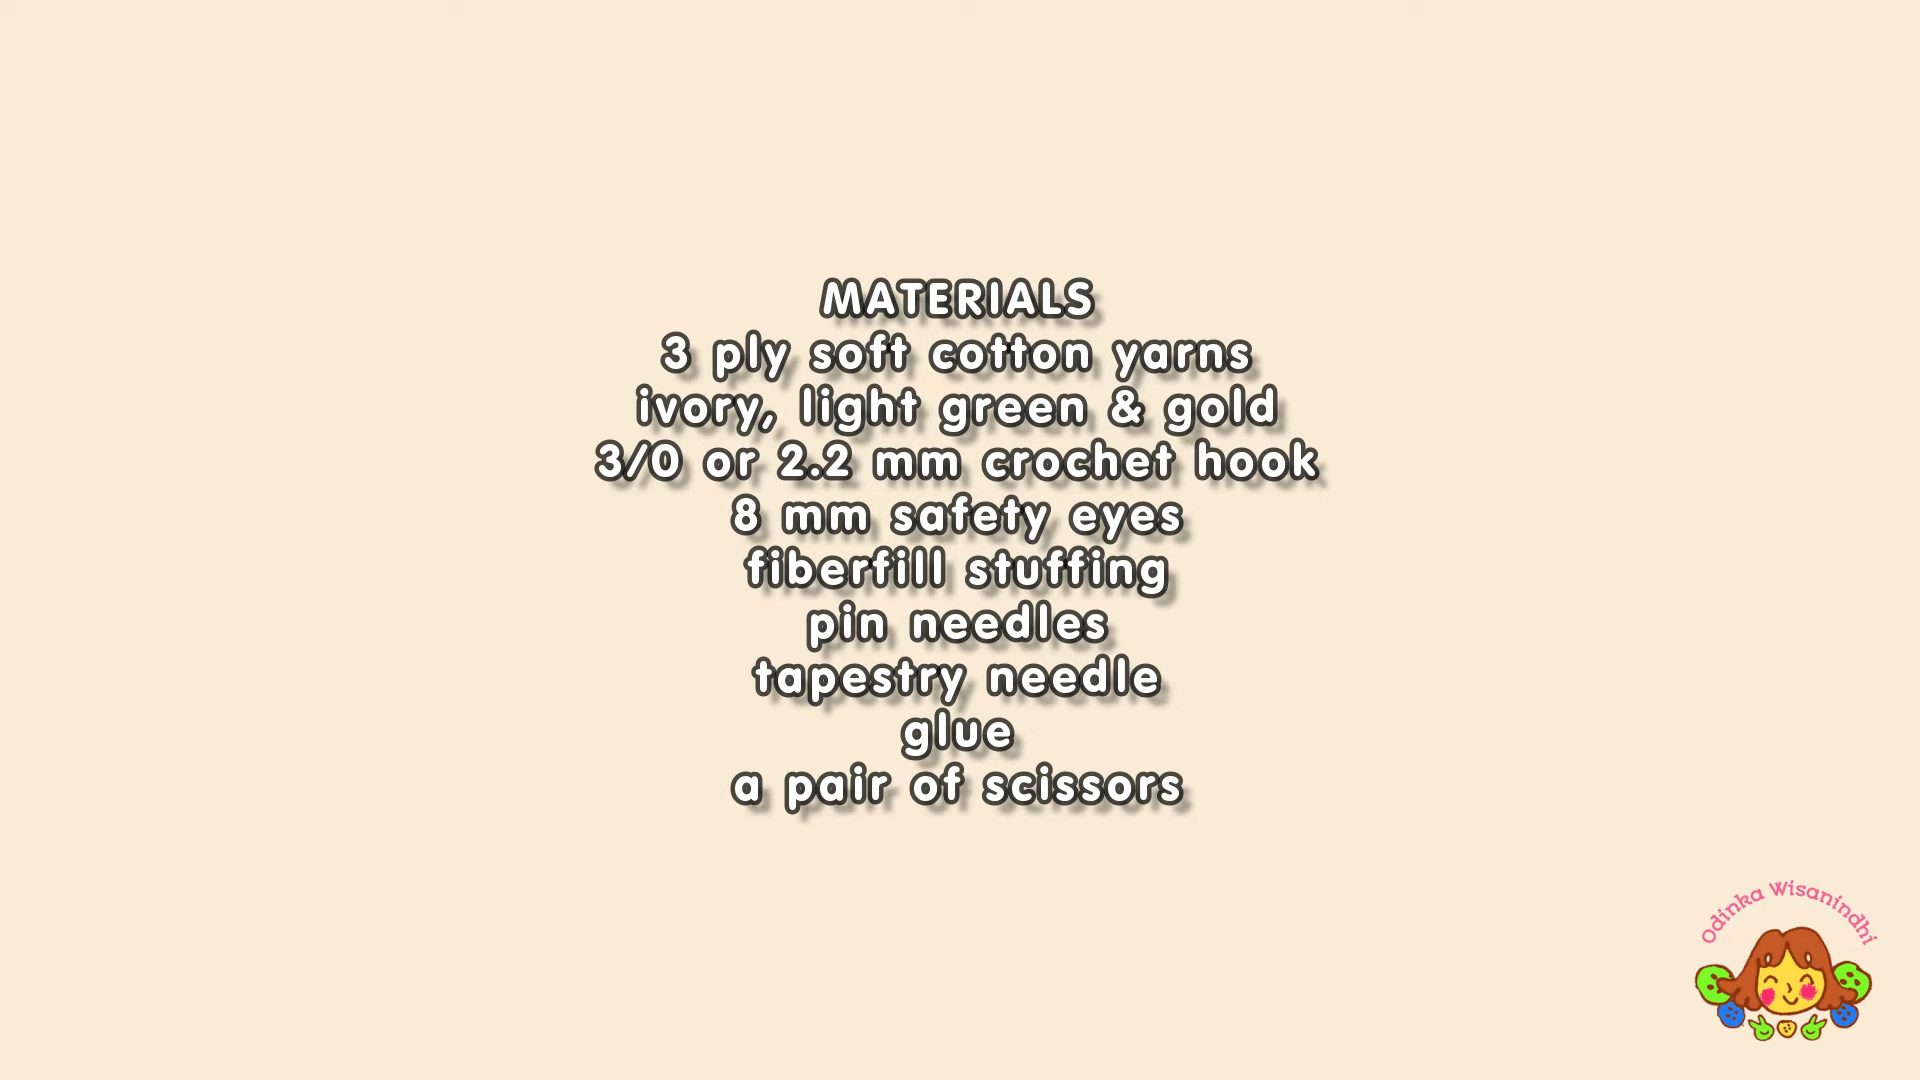 MATERIALS
3 ply soft cotton yarns
ivory, light green & gold
3/0 or 2.2 mm crochet hook
8 mm safety eyes
fiberfill stuffing
pin needles
tapestry needle
glue
a pair of scissors
Odinka Wisanindhi